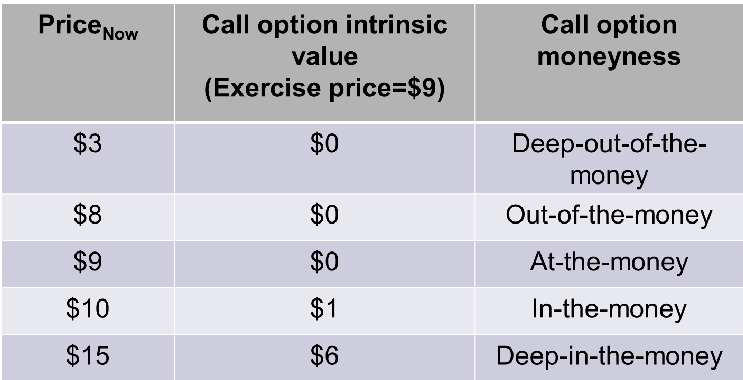 Price Now
Call option intrinsic
value
(Exercise price=$9)
Call option
moneyness
$3
$0
Deep-out-of-the-
money
$8
$0
Out-of-the-money
$9
$0
At-the-money
$10
$1
In-the-money
$15
$6
Deep-in-the-money